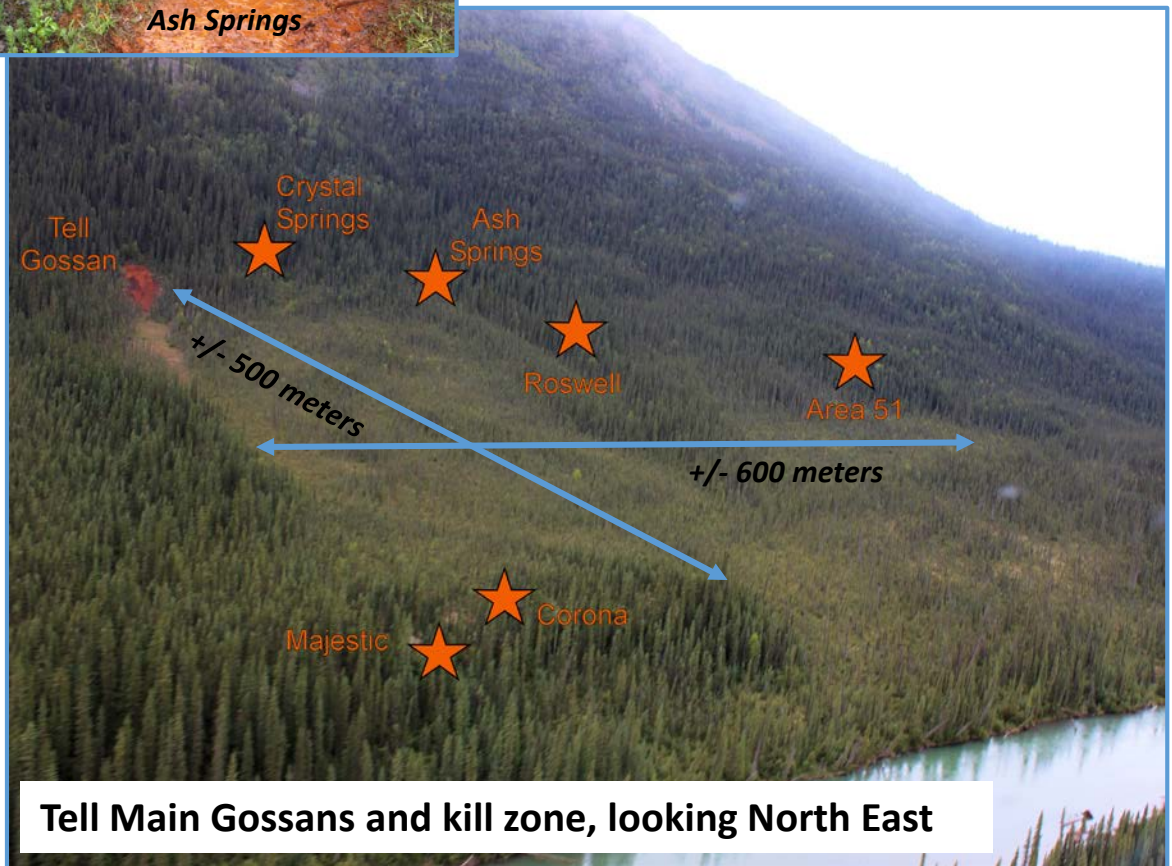 Ash Springs
Crystal
Springs
Tell
Gossan
Ash
Springs
Roswell
Area 51
+/- 500 meters
+/- 600 meters
Corona
Majestic
Tell Main Gossans and kill zone, looking North East